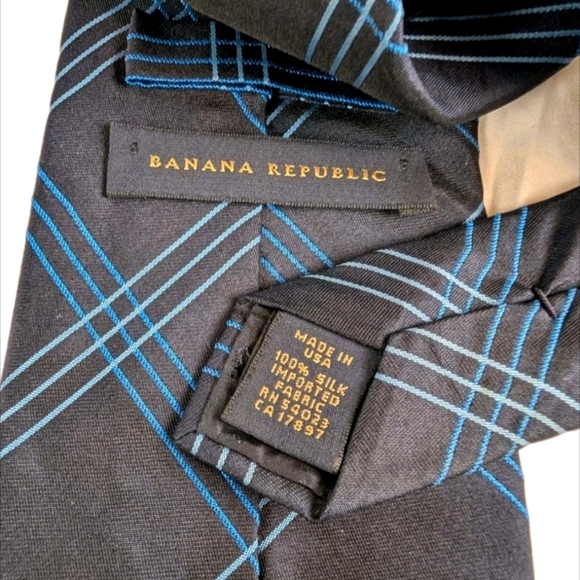 BANANA REPUBLIC
MADE IN
USA
100% SILK
IMPORTED
FABRIC
RN 54023
CA 17897